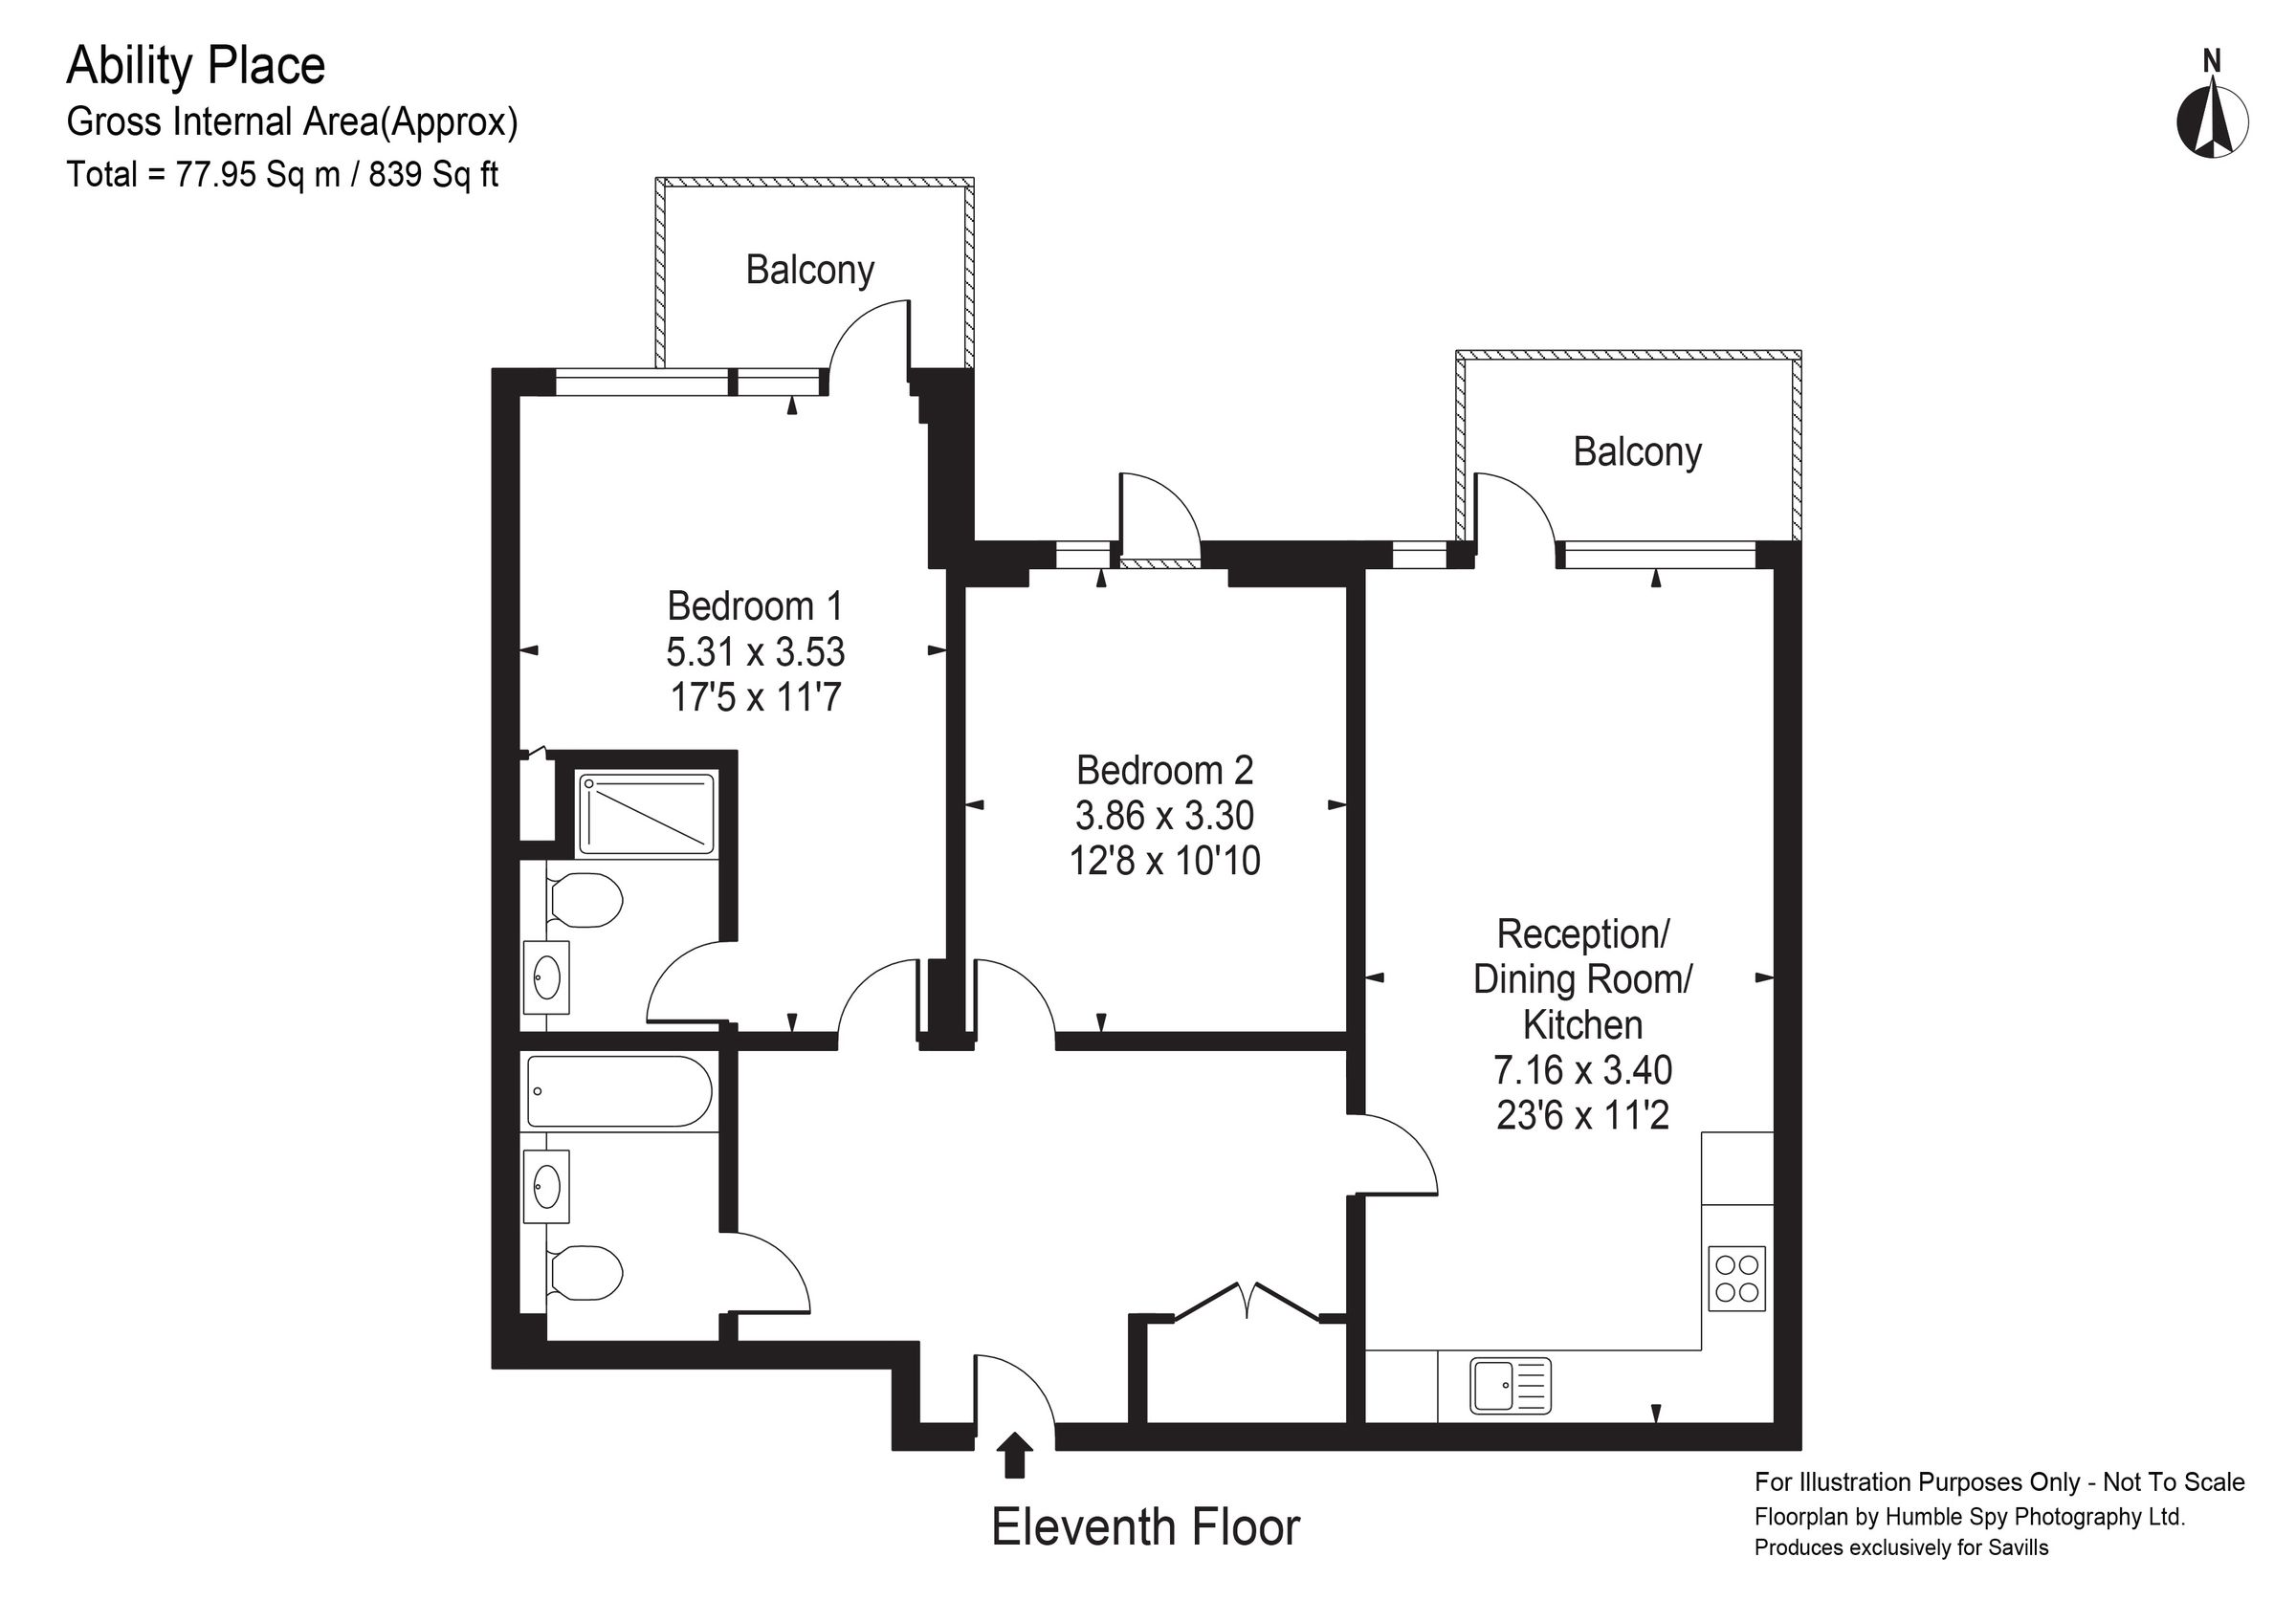 Ability Place
Gross Internal Area(Approx)
Total = 77.95 Sq m / 839 Sq ft
N
Balcony
Balcony
Bedroom 1
5.31 x 3.53
17'5 x 11'7
Bedroom 2
3.86 x 3.30
12'8 x 10'10
Reception/
Dining Room/
Kitchen
7.16 x 3.40
23'6 x 11'2
Eleventh Floor
For Illustration Purposes Only - Not To Scale
Floorplan by Humble Spy Photography Ltd.
Produces exclusively for Savills